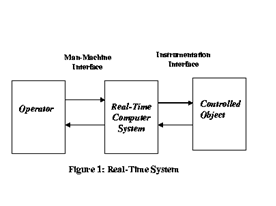 Man-Machine
Interface
Instrumentation
Interface
Operator
Real-Time
Computer
System
Controlled
Object
Figure 1: Real-Time System